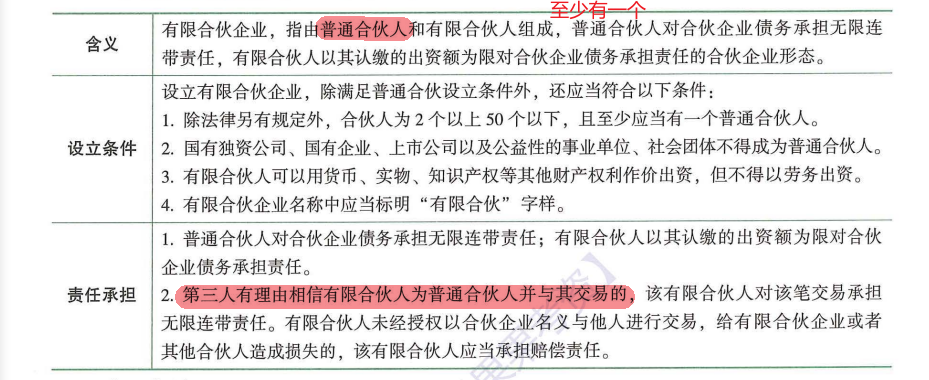 至少有一个
含义
有限合伙企业，指由普通合伙人和有限合伙人组成，普通合伙人对合伙企业债务承担无限连
带责任，有限合伙人以其认缴的出资额为限对合伙企业债务承担责任的合伙企业形态。
设立条件
设立有限合伙企业，除满足普通合伙设立条件外，还应当符合以下条件：
1. 除法律另有规定外，合伙人为 2 个以上 50 个以下，且至少应当有一个普通合伙人。
2. 国有独资公司、国有企业、上市公司以及公益性的事业单位、社会团体不得成为普通合伙人。
3. 有限合伙人可以用货币、实物、知识产权等其他财产权利作价出资，但不得以劳务出资。
4. 有限合伙企业名称中应当标明“有限合伙”字样。
责任承担
1. 普通合伙人对合伙企业债务承担无限连带责任；有限合伙人以其认缴的出资额为限对合伙
企业债务承担责任。
2. 第三人有理由相信有限合伙人为普通合伙人并与其交易的，该有限合伙人对该笔交易承担
无限连带责任。有限合伙人未经授权以合伙企业名义与他人进行交易，给有限合伙企业或者
其他合伙人造成损失的，该有限合伙人应当承担赔偿责任。